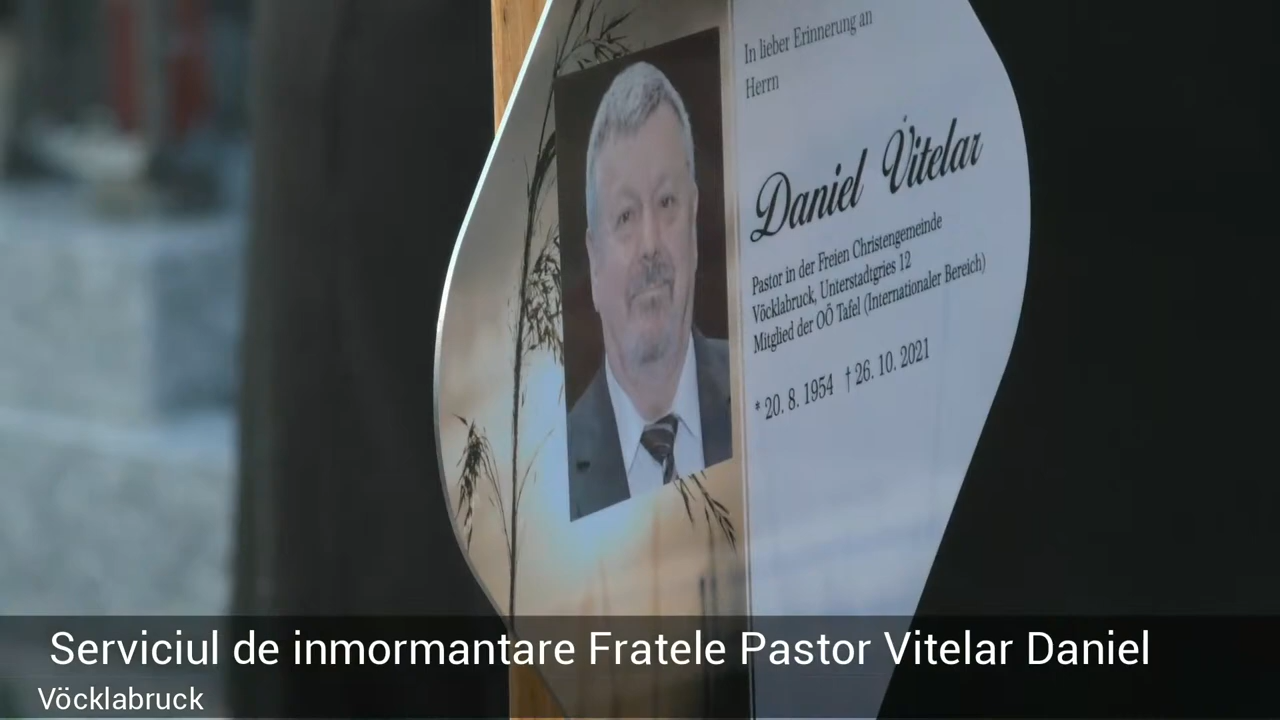 In lieber Erinnerung an
Herrn
Daniel Vitelar
Pastor in der Freien Christengemeinde
Vöcklabruck, Unterstadtgries 12
Mitglied der OÖ Tafel (Internationaler Bereich)
* 20. 8. 1954 † 26. 10. 2021
Serviciul de inmormantare Fratele Pastor Vitelar Daniel
Vöcklabruck